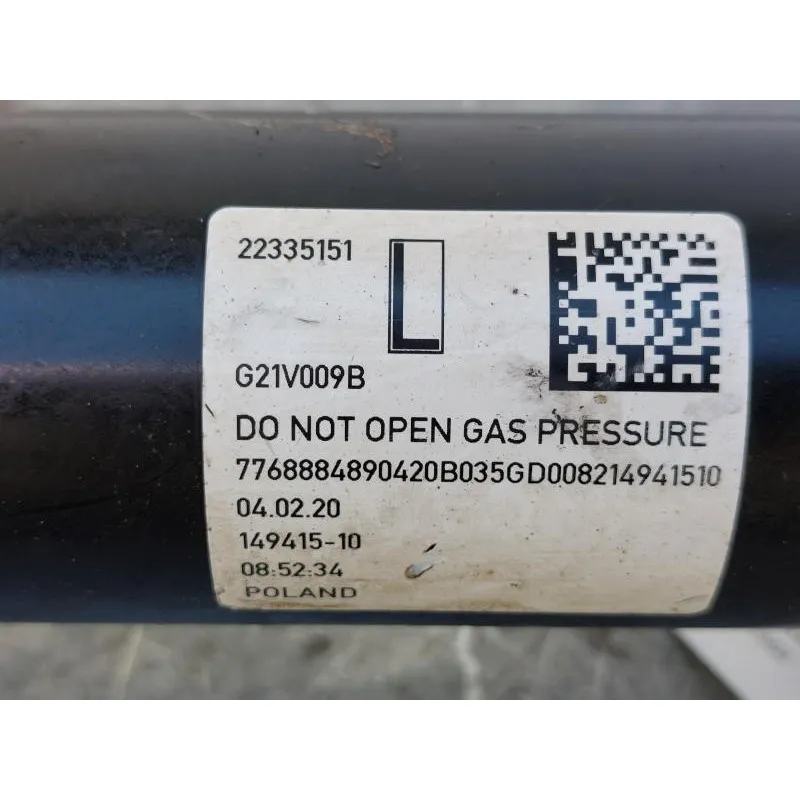 22335151
L
G21V009B
DO NOT OPEN GAS PRESSURE
7768884890420B035GD008214941510
04.02.20
149415-10
08:52:34
POLAND